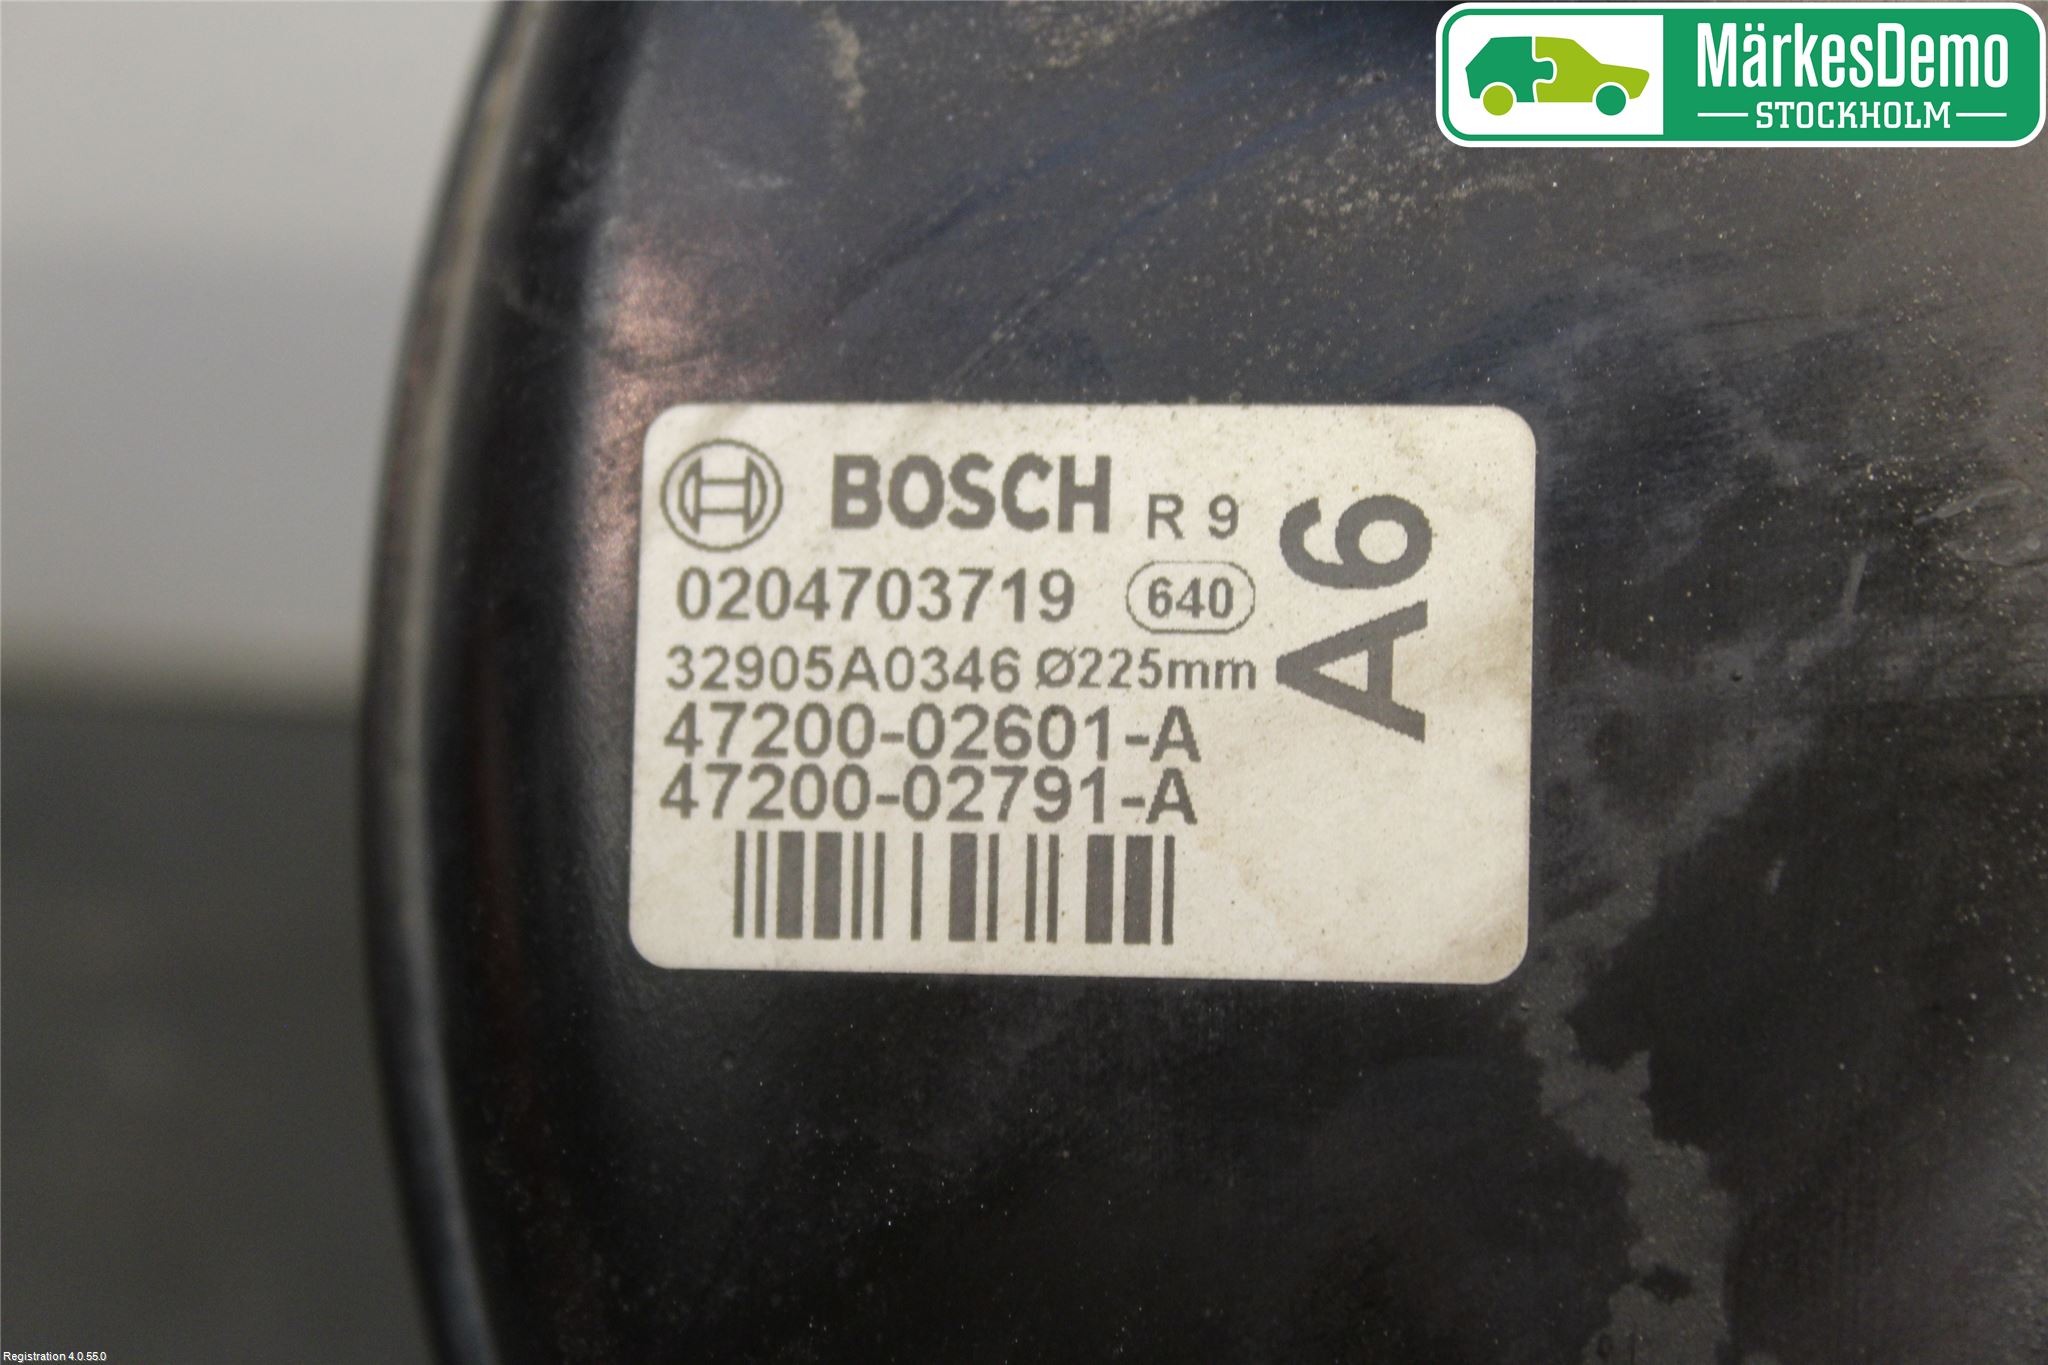 MärkesDemo
STOCKHOLM
BOSCH R 9
A6
0204703719 640
32905A0346 Ø225mm
47200-02601-A
47200-02791-A
Registration 4.0.55.0